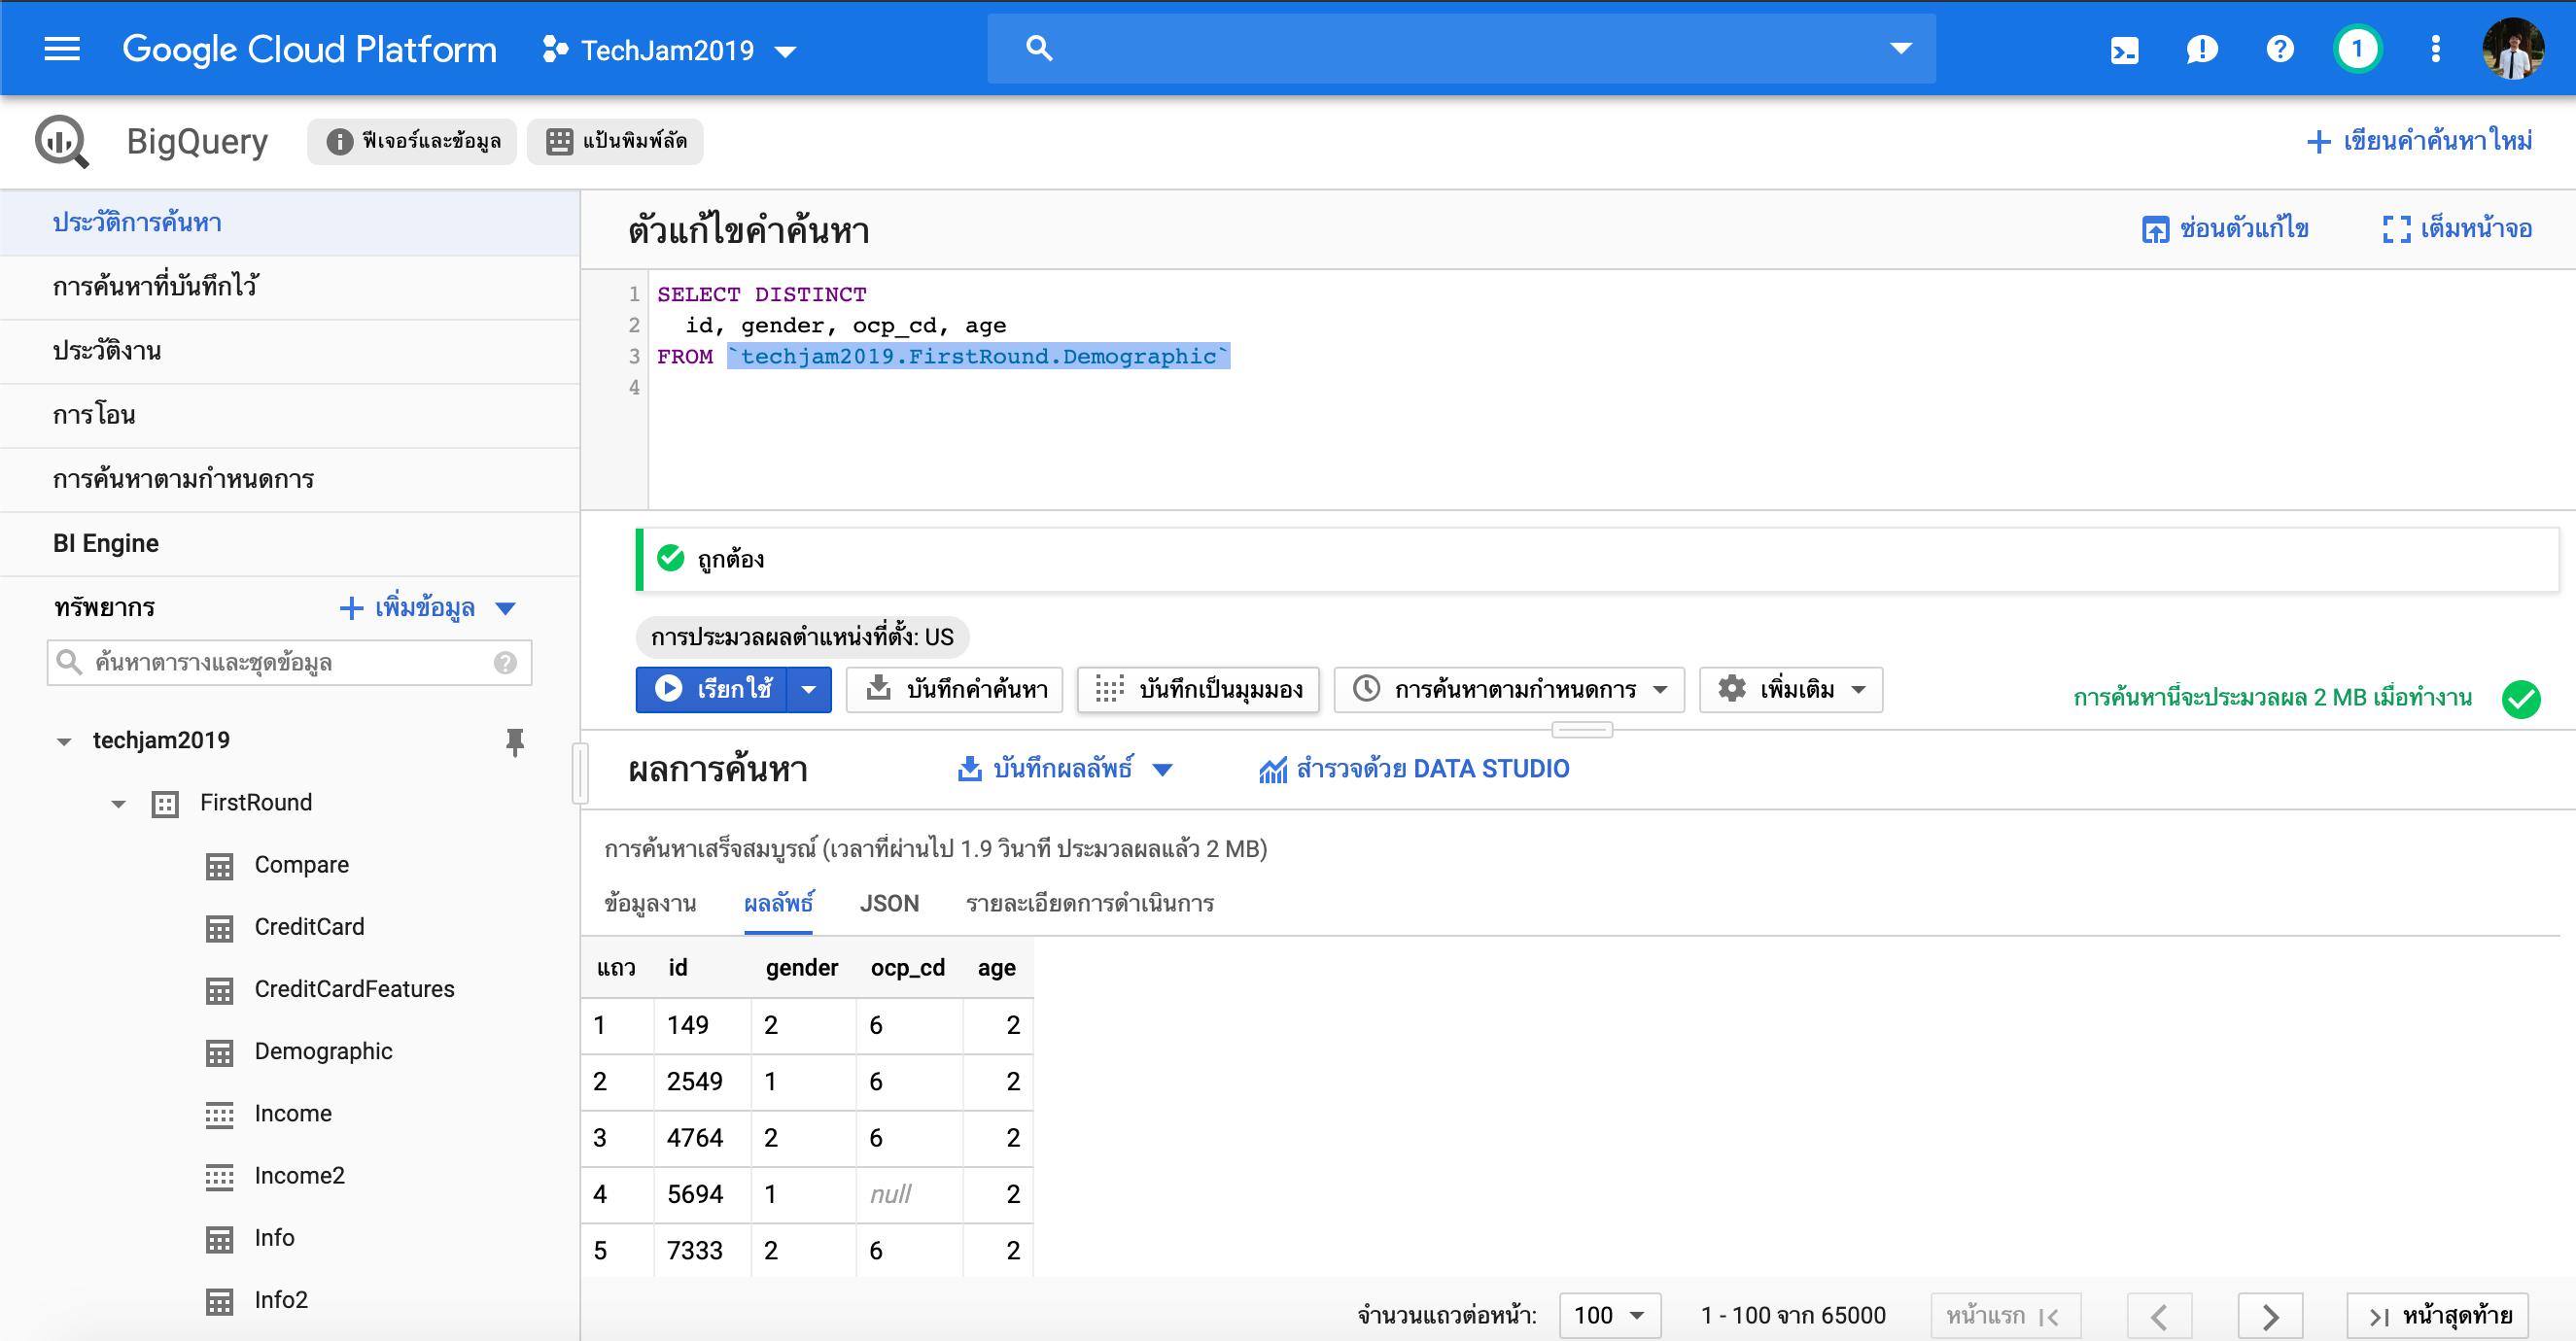 Google Cloud Platform TechJam2019 1
BigQuery ฟีเจอร์และข้อมูล แป้นพิมพ์ลัด เขียนคำค้นหาใหม่
ประวัติการค้นหา
การค้นหาที่บันทึกไว้
ประวัติงาน
การโอน
การค้นหาตามกำหนดการ
BI Engine
ทรัพยากร เพิ่มข้อมูล
ค้นหาตารางและชุดข้อมูล
techjam2019
FirstRound
Compare
CreditCard
CreditCardFeatures
Demographic
Income
Income2
Info
Info2
ตัวแก้ไขคำค้นหา ซ่อนตัวแก้ไข เต็มหน้าจอ
1 SELECT DISTINCT
2 id, gender, ocp_cd, age
3 FROM `techjam2019.FirstRound.Demographic`
4
ถูกต้อง
การประมวลผลตำแหน่งที่ตั้ง: US
เรียกใช้ บันทึกคำค้นหา บันทึกเป็นมุมมอง การค้นหาตามกำหนดการ เพิ่มเติม การค้นหานี้จะประมวลผล 2 MB เมื่อทำงาน
ผลการค้นหา บันทึกผลลัพธ์ สำรวจด้วย DATA STUDIO
การค้นหาเสร็จสมบูรณ์ (เวลาที่ผ่านไป 1.9 วินาที ประมวลผลแล้ว 2 MB)
ข้อมูลงาน ผลลัพธ์ JSON รายละเอียดการดำเนินการ
แถว id gender ocp_cd age
1 149 2 6 2
2 2549 1 6 2
3 4764 2 6 2
4 5694 1 null 2
5 7333 2 6 2
จำนวนแถวต่อหน้า: 100 1 - 100 จาก 65000 หน้าแรก หน้าสุดท้าย